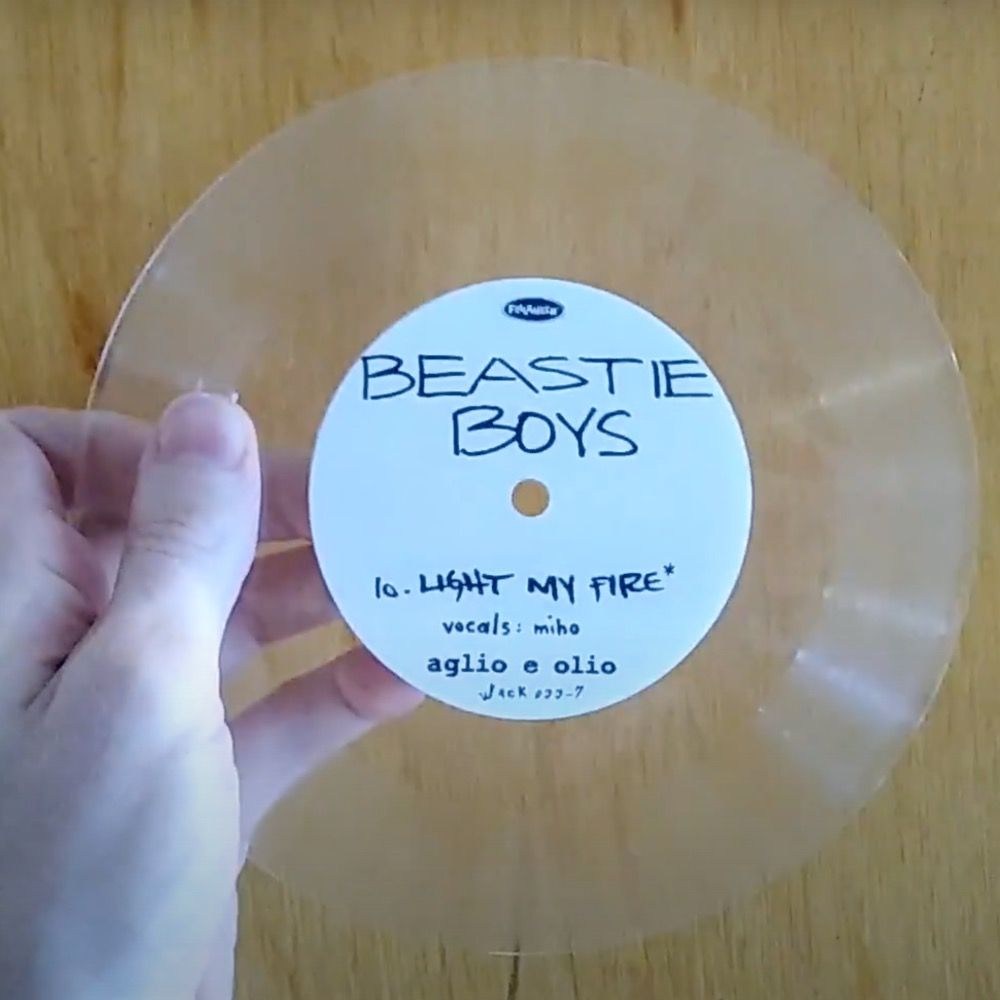 BEASTIE
BOYS
10. LIGHT MY FIRE*
vocals: miho
aglio e olio